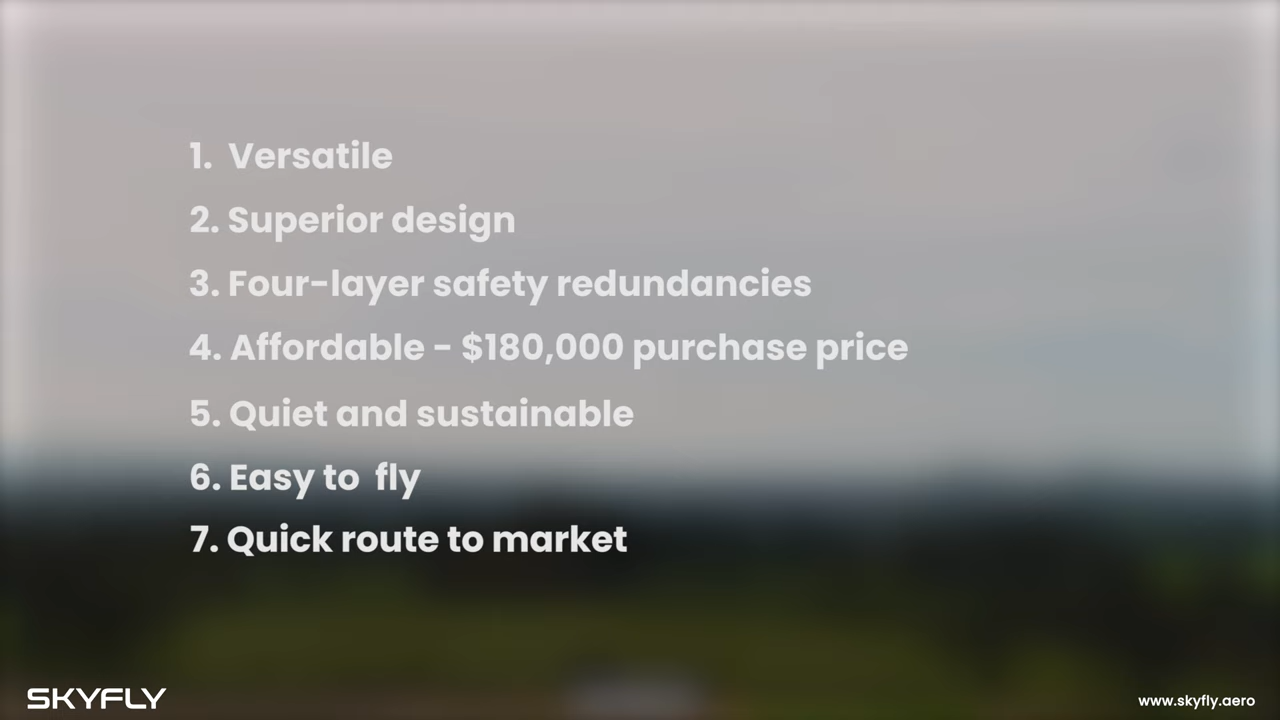 1. Versatile
2. Superior design
3. Four-layer safety redundancies
4. Affordable - $180,000 purchase price
5. Quiet and sustainable
6. Easy to fly
7. Quick route to market
SKYFLY
www.skyfly.aero